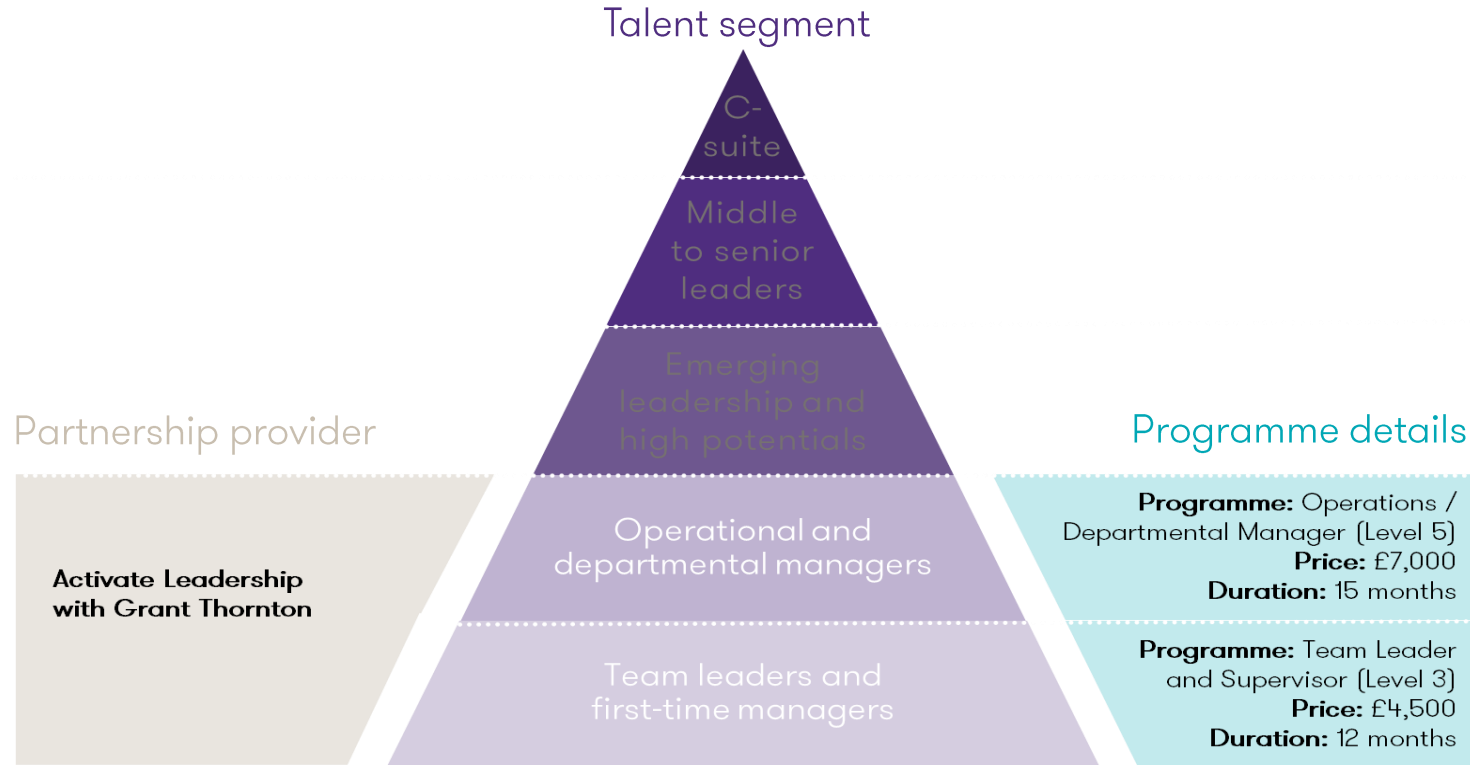 Talent segment
C-
suite
Middle
to senior
leaders
Emerging
leadership and
high potentials
Partnership provider
Programme details
Operational and
departmental managers
Activate Leadership
with Grant Thornton
Programme: Operations /
Departmental Manager (Level 5)
Price: £7,000
Duration: 15 months
Team leaders and
first-time managers
Programme: Team Leader
and Supervisor (Level 3)
Price: £4,500
Duration: 12 months